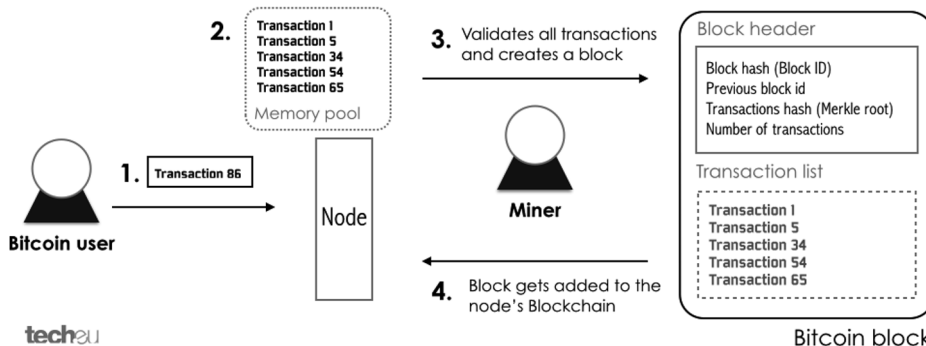 2.
Transaction 1
Transaction 5
Transaction 34
Transaction 54
Transaction 65
Memory pool
1.
Transaction 86
Bitcoin user
Node
3. Validates all transactions
and creates a block
Miner
4. Block gets added to the
node's Blockchain
Block header
Block hash (Block ID)
Previous block id
Transactions hash (Merkle root)
Number of transactions
Transaction list
Transaction 1
Transaction 5
Transaction 34
Transaction 54
Transaction 65
Bitcoin block
techeu